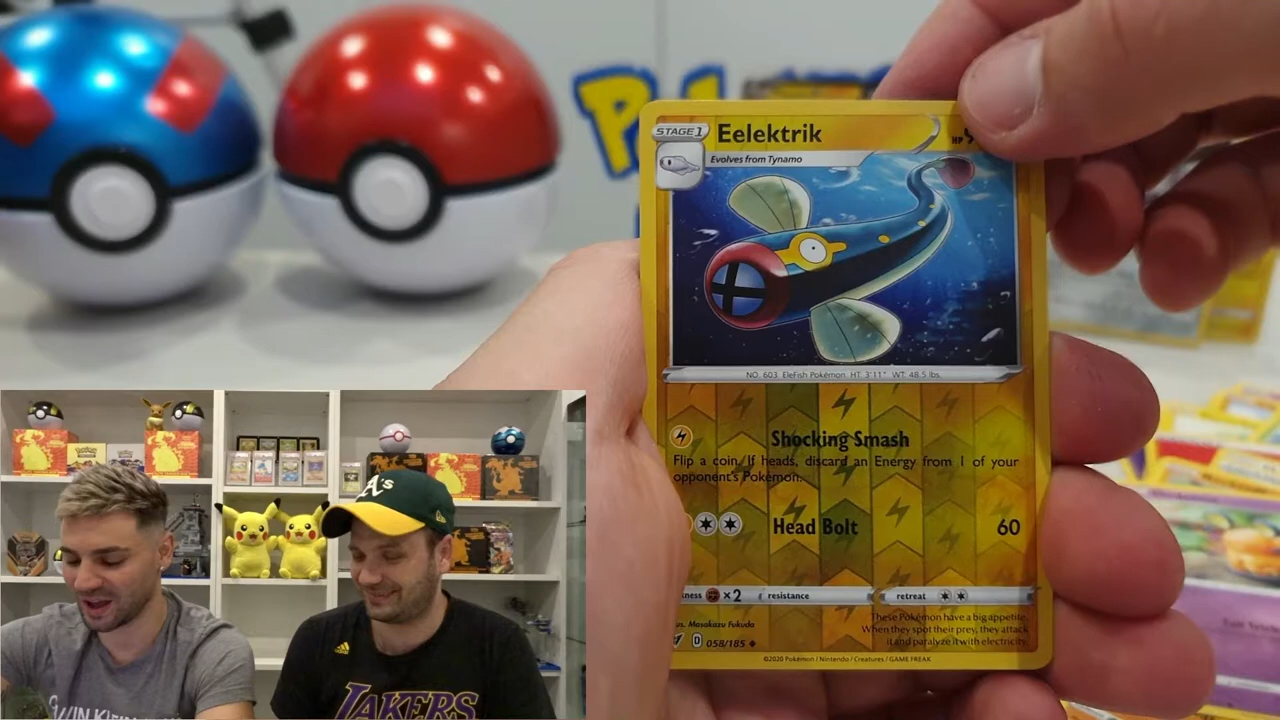 STAGE 1
Eelektrik
HP
Evolves from Tynamo
NO. 603 EleFish Pokémon HT: 3'11" WT: 48.5 lbs.
Shocking Smash
Flip a coin. If heads, discard an Energy from 1 of your
opponent's Pokémon.
Head Bolt 60
×2 resistance retreat
Masakazu Fukuda
D 058/185
These Pokémon have a big appetite.
When they spot their prey, they attack
it and paralyze it with electricity.
©2020 Pokémon / Nintendo / Creatures / GAME FREAK
A's
LAKERS